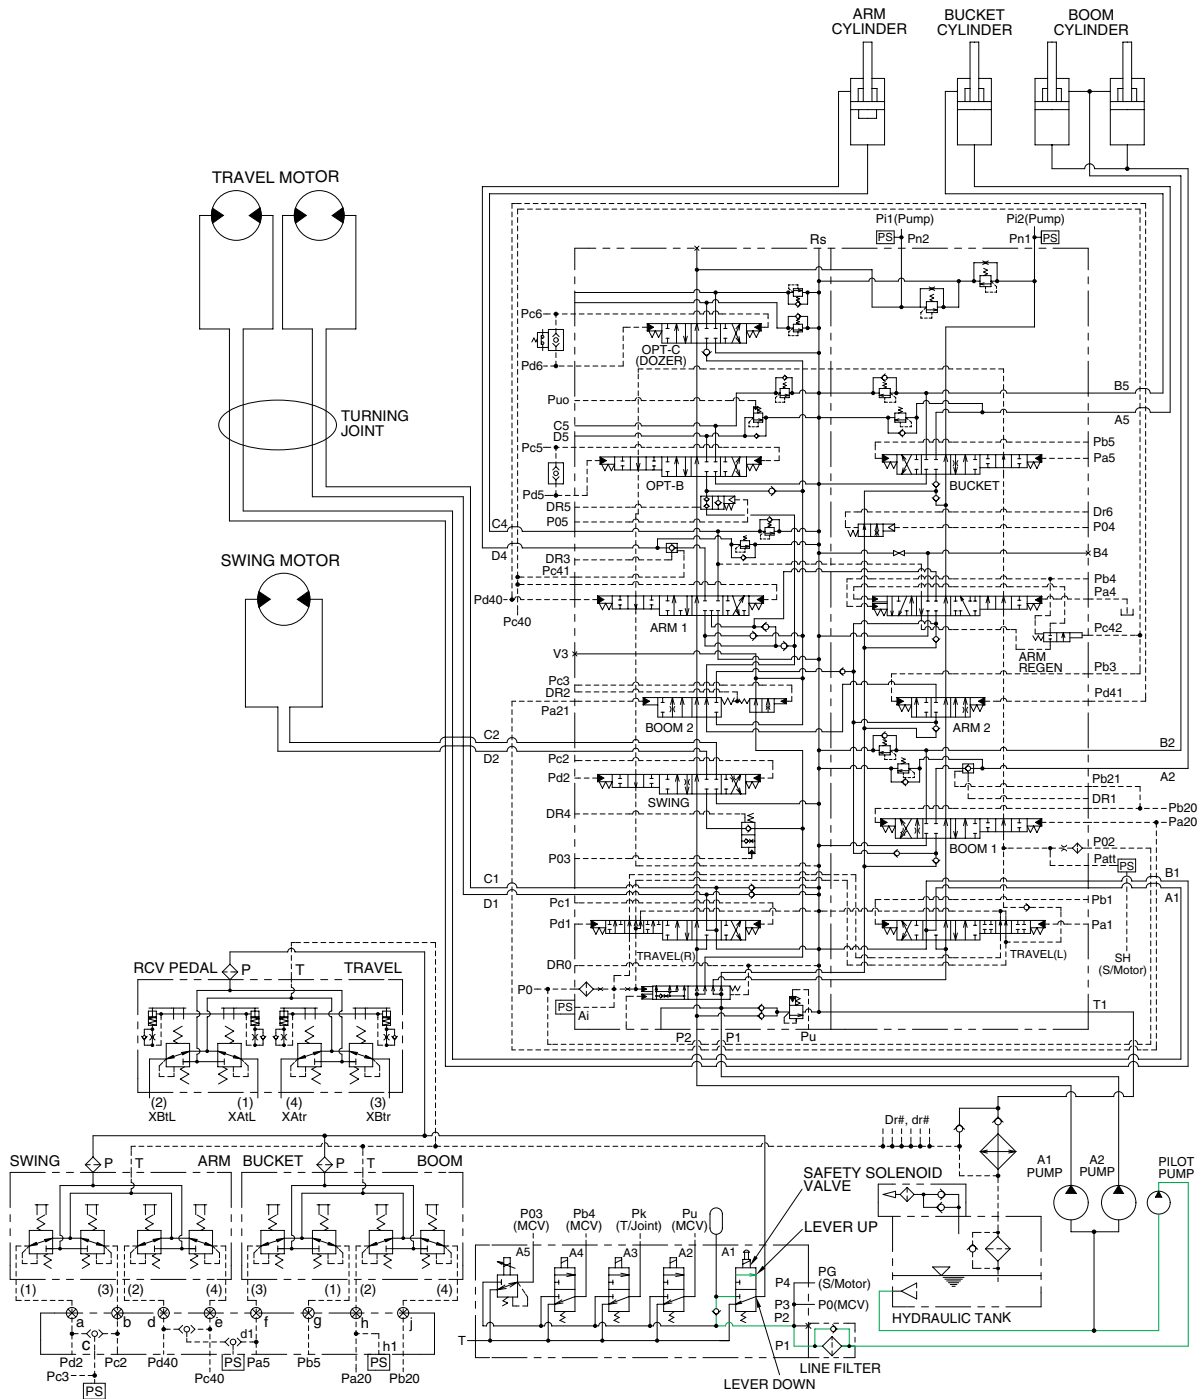 ARM
CYLINDER
BUCKET
CYLINDER
BOOM
CYLINDER
TRAVEL MOTOR
Pi1(Pump)
Pi2(Pump)
PS
Pn2
Pn1
PS
Rs
Pc6
OPT-C
(DOZER)
Pd6
Puo
B5
TURNING
JOINT
C5
D5
A5
Pc5
Pb5
Pa5
OPT-B
BUCKET
Pd5
DR5
P05
Dr6
P04
C4
D4
DR3
Pc41
B4
SWING MOTOR
Pb4
Pa4
Pd40
Pc40
ARM 1
Pc42
ARM
REGEN
V3
Pc3
DR2
Pb3
Pa21
Pd41
BOOM 2
ARM 2
C2
D2
B2
A2
Pc2
Pd2
SWING
Pb21
DR1
Pb20
Pa20
DR4
BOOM 1
P03
P02
Patt
PS
C1
D1
B1
A1
Pc1
Pb1
Pd1
Pa1
TRAVEL(R)
TRAVEL(L)
SH
(S/Motor)
DR0
P0
PS
Ai
T1
P2
P1
Pu
RCV PEDAL
P
T
TRAVEL
(2)
XBtL
(1)
XAtL
(4)
XAtr
(3)
XBtr
Dr#, dr#
SWING
P
T
ARM
BUCKET
P
T
BOOM
A1
PUMP
A2
PUMP
PILOT
PUMP
SAFETY SOLENOID
VALVE
LEVER UP
P03
(MCV)
Pb4
(MCV)
Pk
(T/Joint)
Pu
(MCV)
A5
A4
A3
A2
A1
P4
PG
(S/Motor)
P3
P0(MCV)
P2
P1
T
HYDRAULIC TANK
LINE FILTER
LEVER DOWN
(1)
(3)
(2)
(4)
(3)
(1)
(2)
(4)
a
b
d
e
f
g
h
j
c
d1
h1
Pd2
Pc2
Pd40
PS
Pa5
Pb5
PS
Pc3
PS
Pc40
Pa20
Pb20